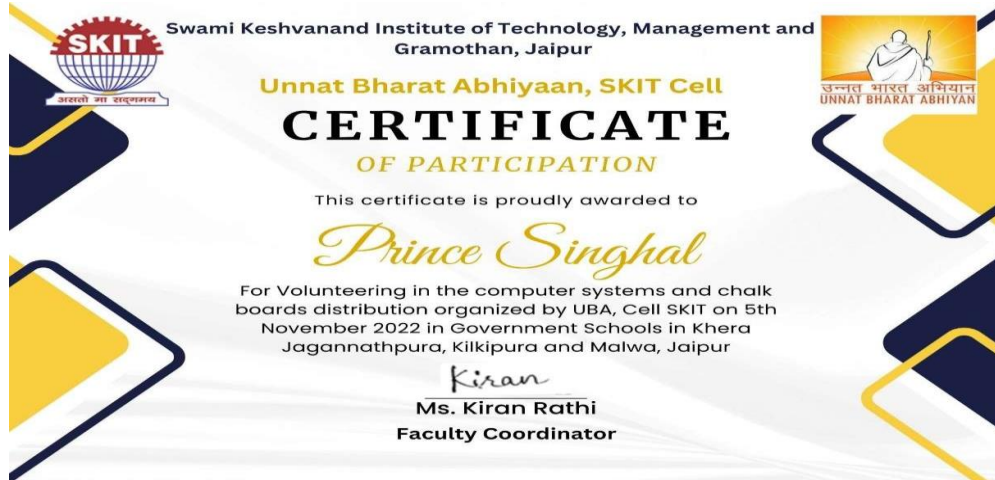 SKIT
असतो मा सद्गमय
Swami Keshvanand Institute of Technology, Management and
Gramothan, Jaipur
उन्नत भारत अभियान
UNNAT BHARAT ABHIYAN
Unnat Bharat Abhiyaan, SKIT Cell
CERTIFICATE
OF PARTICIPATION
This certificate is proudly awarded to
Prince Singhal
For Volunteering in the computer systems and chalk
boards distribution organized by UBA, Cell SKIT on 5th
November 2022 in Government Schools in Khera
Jagannathpura, Kilkipura and Malwa, Jaipur
Kiran
Ms. Kiran Rathi
Faculty Coordinator